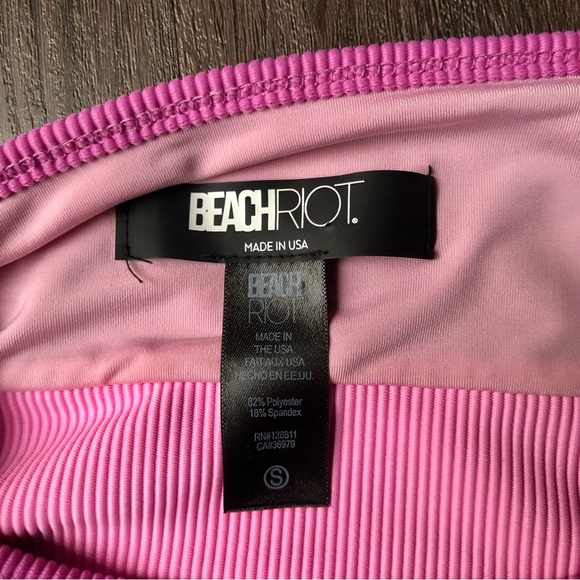 BEACHRIOT.
MADE IN USA
BEACH
RIOT
MADE IN
THE USA
FAIT AUX USA
HECHO EN EE.UU.
82% Polyester
18% Spandex
RN#128811
CA#36979
S